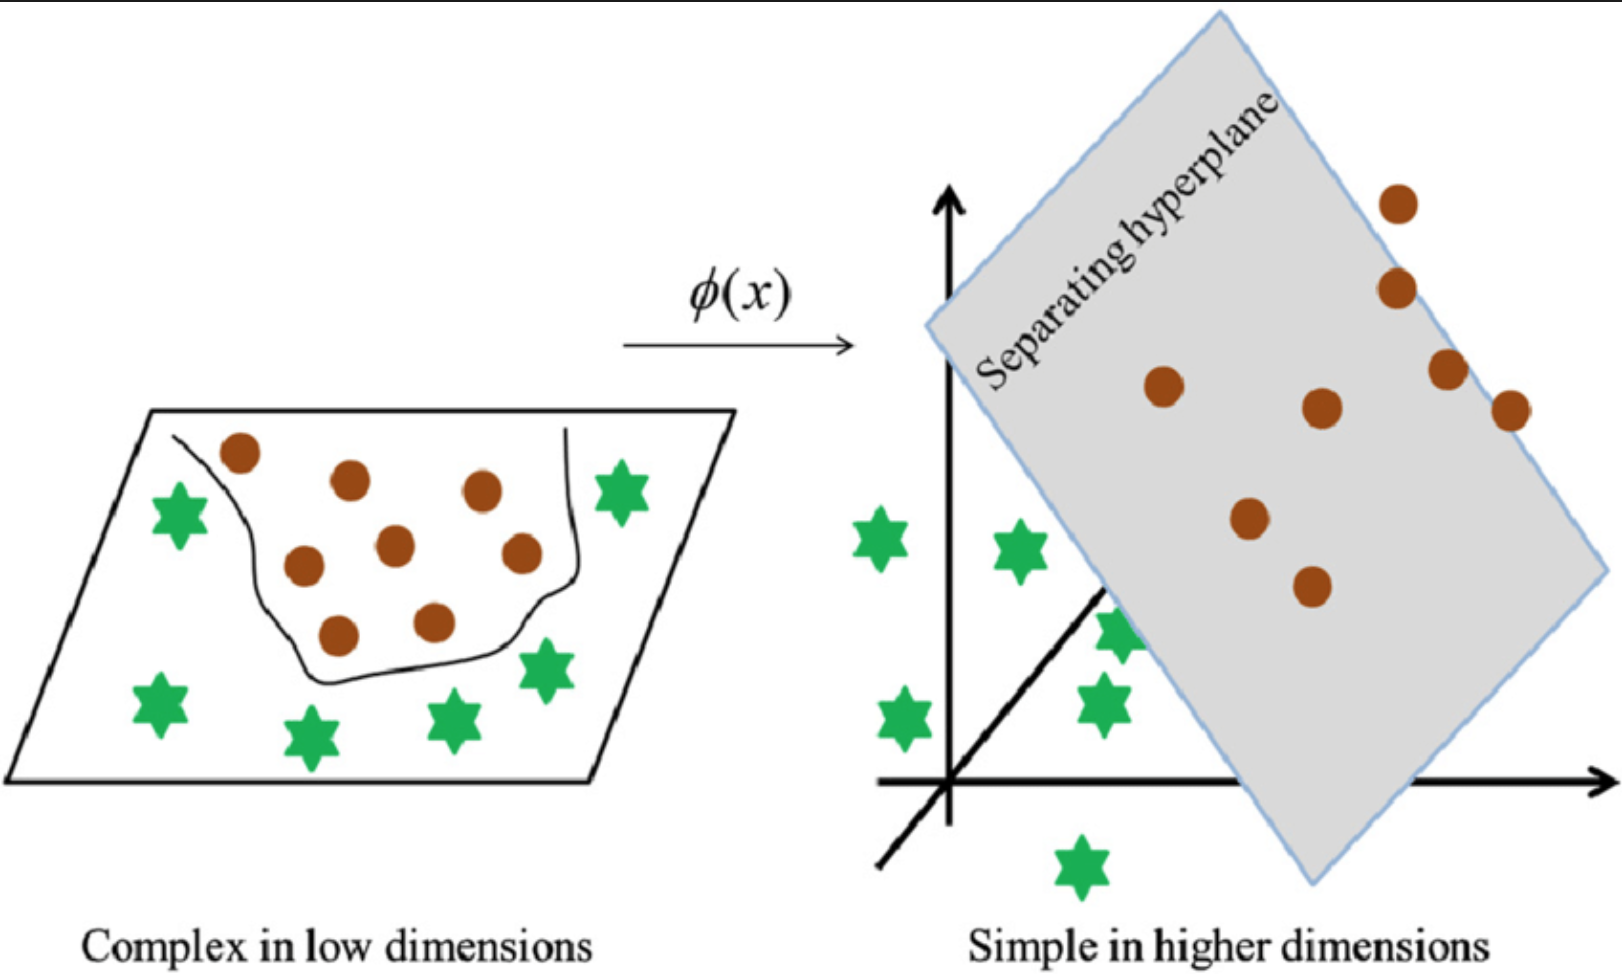 ϕ(x)
Separating hyperplane
Complex in low dimensions
Simple in higher dimensions